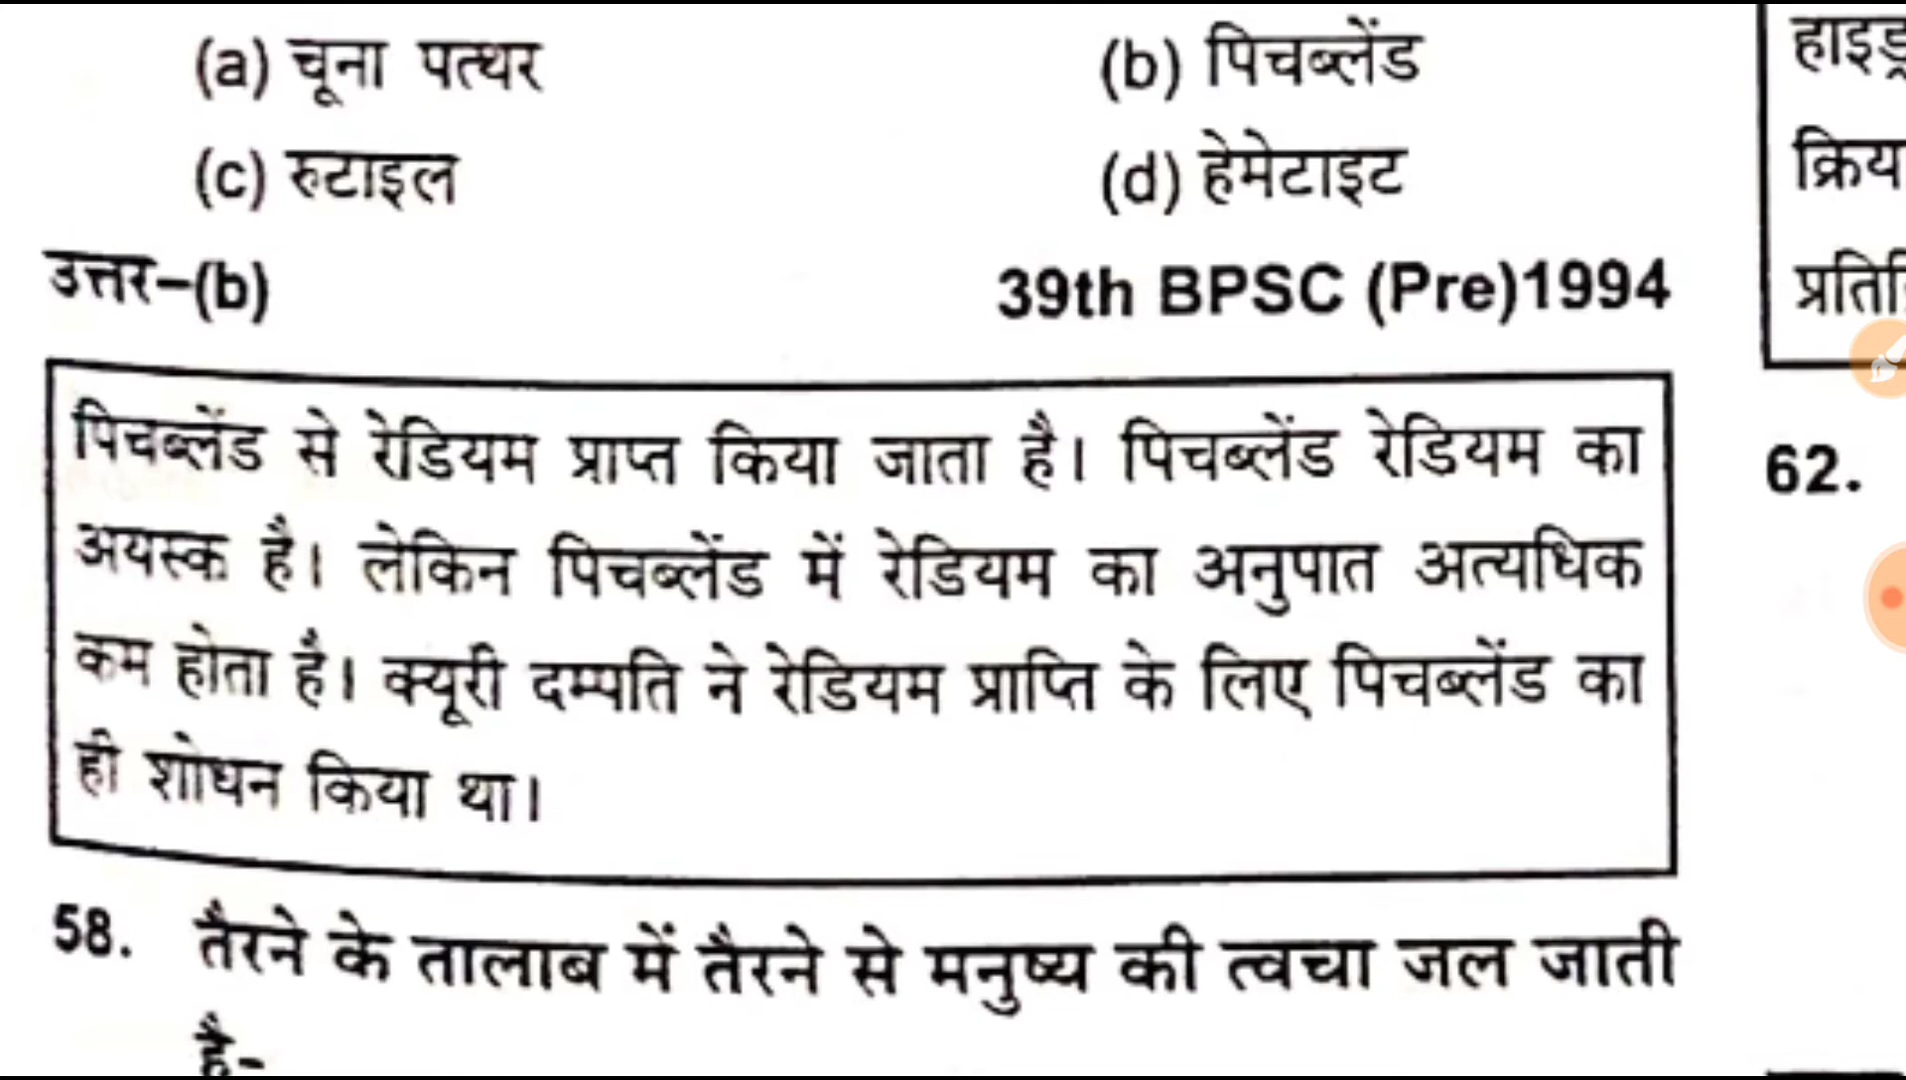 (a) चूना पत्थर (b) पिचब्लेंड
(c) रुटाइल (d) हेमेटाइट
उत्तर–(b) 39th BPSC (Pre)1994
पिचब्लेंड से रेडियम प्राप्त किया जाता है। पिचब्लेंड रेडियम का
अयस्क है। लेकिन पिचब्लेंड में रेडियम का अनुपात अत्यधिक
कम होता है। क्यूरी दम्पति ने रेडियम प्राप्ति के लिए पिचब्लेंड का
ही शोधन किया था।
58. तैरने के तालाब में तैरने से मनुष्य की त्वचा जल जाती
है-
62.